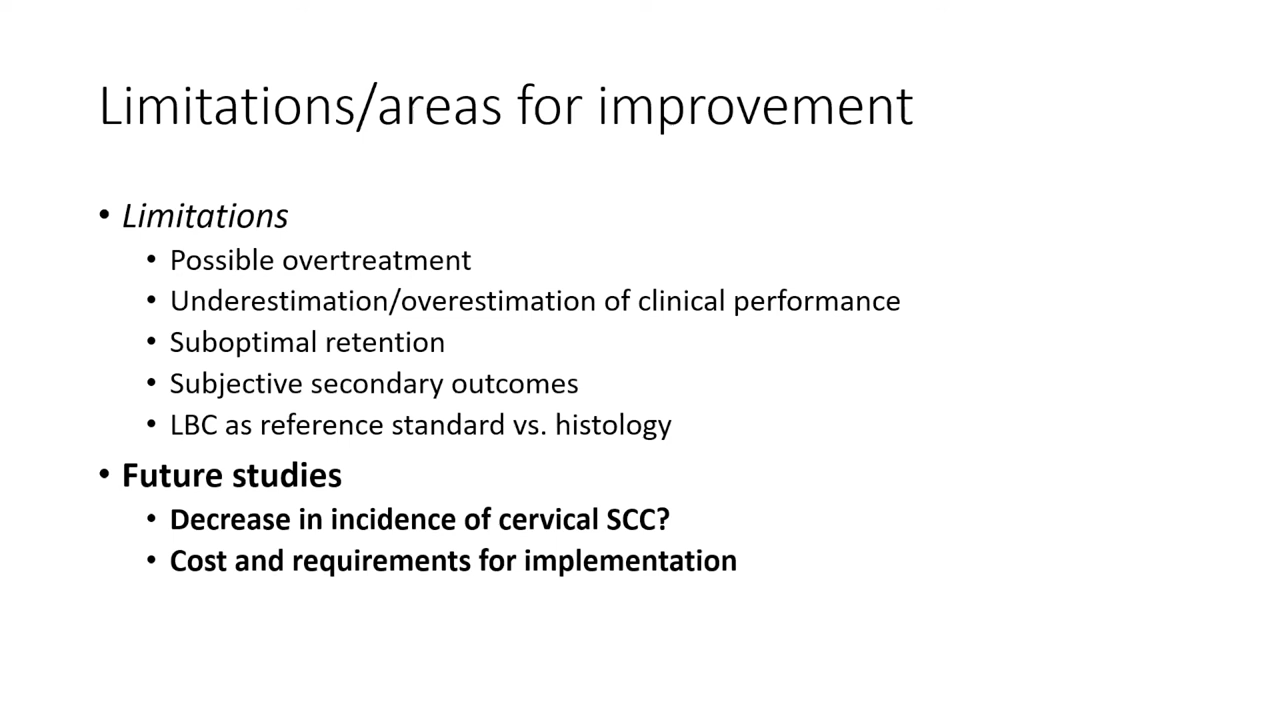 Limitations/areas for improvement
• Limitations
• Possible overtreatment
• Underestimation/overestimation of clinical performance
• Suboptimal retention
• Subjective secondary outcomes
• LBC as reference standard vs. histology
• Future studies
• Decrease in incidence of cervical SCC?
• Cost and requirements for implementation